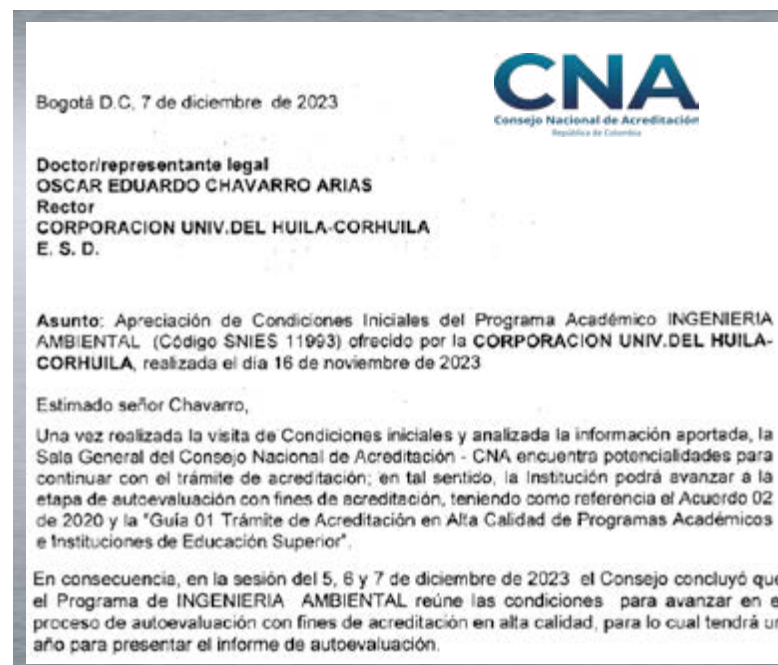 CNA
Consejo Nacional de Acreditación
República de Colombia
Bogotá D.C, 7 de diciembre de 2023
Doctor/representante legal
OSCAR EDUARDO CHAVARRO ARIAS
Rector
CORPORACION UNIV.DEL HUILA-CORHUILA
E. S. D.
Asunto: Apreciación de Condiciones Iniciales del Programa Académico INGENIERIA
AMBIENTAL (Código SNIES 11993) ofrecido por la CORPORACION UNIV.DEL HUILA-
CORHUILA, realizada el día 16 de noviembre de 2023
Estimado señor Chavarro,
Una vez realizada la visita de Condiciones iniciales y analizada la información aportada, la
Sala General del Consejo Nacional de Acreditación - CNA encuentra potencialidades para
continuar con el trámite de acreditación; en tal sentido, la Institución podrá avanzar a la
etapa de autoevaluación con fines de acreditación, teniendo como referencia el Acuerdo 02
de 2020 y la "Guía 01 Trámite de Acreditación en Alta Calidad de Programas Académicos
e Instituciones de Educación Superior".
En consecuencia, en la sesión del 5, 6 y 7 de diciembre de 2023 el Consejo concluyó que
el Programa de INGENIERIA AMBIENTAL reúne las condiciones para avanzar en e
proceso de autoevaluación con fines de acreditación en alta calidad, para lo cual tendrá un
año para presentar el informe de autoevaluación.